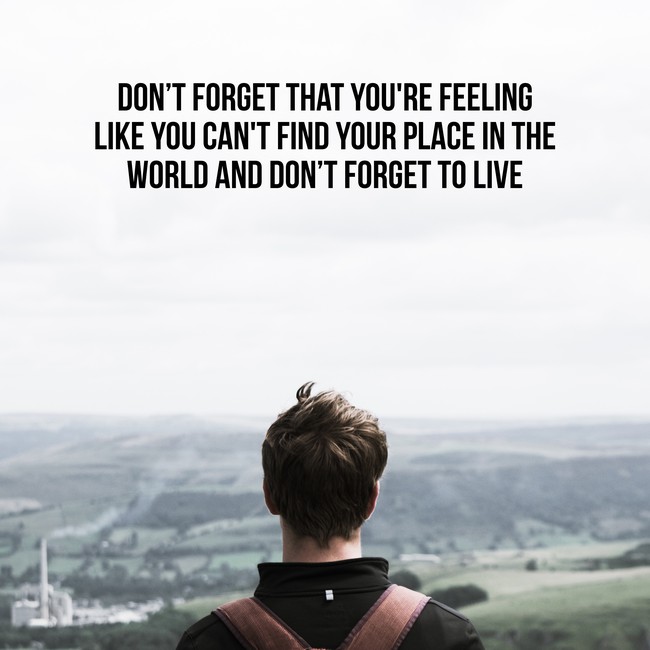 DON’T FORGET THAT YOU'RE FEELING
LIKE YOU CAN'T FIND YOUR PLACE IN THE
WORLD AND DON’T FORGET TO LIVE